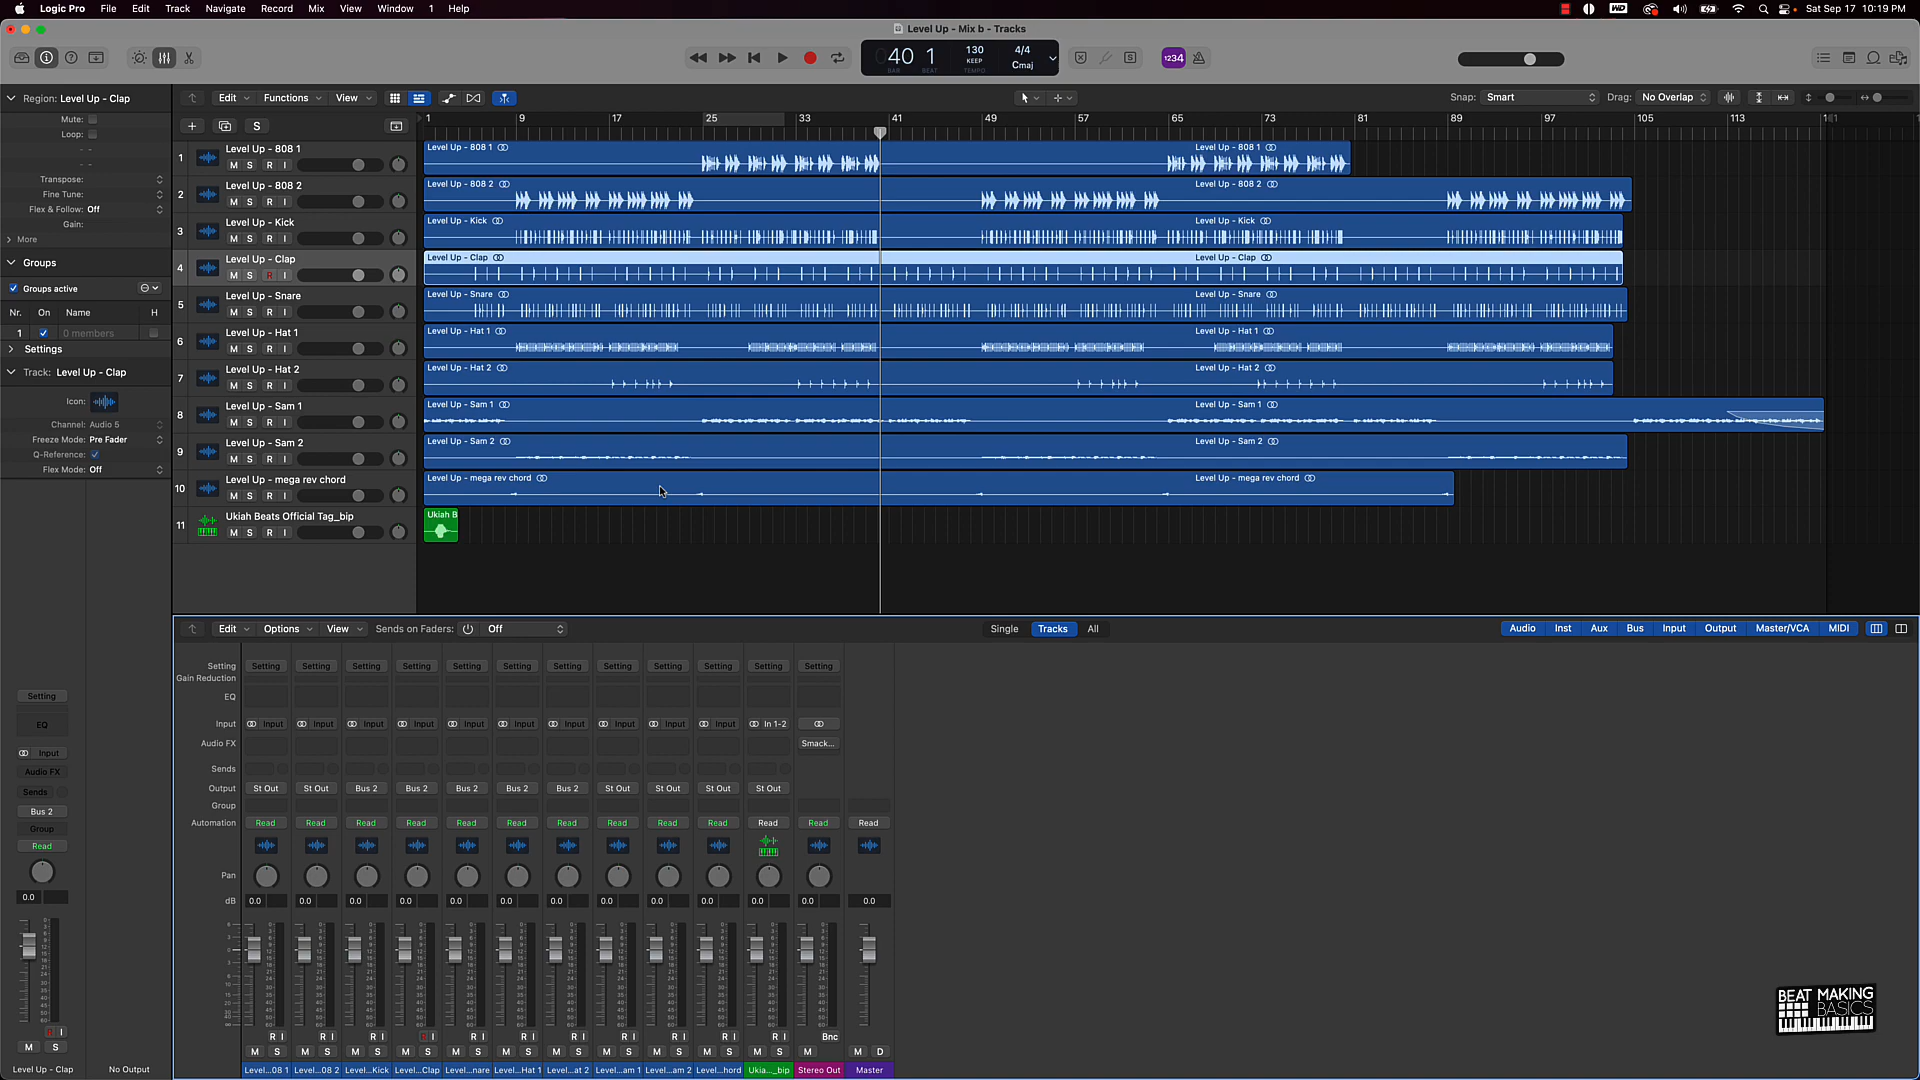 Logic Pro File Edit Track Navigate Record Mix View Window 1 Help
Sat Sep 17 10:19 PM
Level Up - Mix b - Tracks
40 1 130 4/4
KEEP Cmaj
BAR BEAT TEMPO
1234
Region: Level Up - Clap
Edit Functions View
Snap: Smart Drag: No Overlap
Mute:
Loop:
Transpose:
Fine Tune:
Flex & Follow: Off
Gain:
More
Groups
Groups active
Nr. On Name H
1 0 members
Settings
Track: Level Up - Clap
Icon:
Channel: Audio 5
Freeze Mode: Pre Fader
Q-Reference:
Flex Mode: Off
S
1 9 17 25 33 41 49 57 65 73 81 89 97 105 113
1 Level Up - 808 1
M S R I
Level Up - 808 1 Level Up - 808 1
2 Level Up - 808 2
M S R I
Level Up - 808 2 Level Up - 808 2
3 Level Up - Kick
M S R I
Level Up - Kick Level Up - Kick
4 Level Up - Clap
M S R I
Level Up - Clap Level Up - Clap
5 Level Up - Snare
M S R I
Level Up - Snare Level Up - Snare
6 Level Up - Hat 1
M S R I
Level Up - Hat 1 Level Up - Hat 1
7 Level Up - Hat 2
M S R I
Level Up - Hat 2 Level Up - Hat 2
8 Level Up - Sam 1
M S R I
Level Up - Sam 1 Level Up - Sam 1
9 Level Up - Sam 2
M S R I
Level Up - Sam 2 Level Up - Sam 2
10 Level Up - mega rev chord
M S R I
Level Up - mega rev chord Level Up - mega rev chord
11 Ukiah Beats Official Tag_bip
M S R I
Ukiah B
Edit Options View Sends on Faders: Off
Single Tracks All
Audio Inst Aux Bus Input Output Master/VCA MIDI
Setting Setting Setting Setting Setting Setting Setting Setting Setting Setting Setting Setting Setting
Gain Reduction
EQ
Input Input Input Input Input Input Input Input Input Input Input In 1-2
Audio FX Smack...
Sends
Output St Out St Out Bus 2 Bus 2 Bus 2 Bus 2 Bus 2 St Out St Out St Out St Out
Group
Automation Read Read Read Read Read Read Read Read Read Read Read Read Read
Pan
dB 0.0 0.0 0.0 0.0 0.0 0.0 0.0 0.0 0.0 0.0 0.0 0.0 0.0
R I R I R I R I R I R I R I R I R I R I R I Bnc
M S M S M S M S M S M S M S M S M S M S M S M M D
Level...08 1 Level...08 2 Level...Kick Level...Clap Level...nare Level...Hat 1 Level...at 2 Level...am 1 Level...am 2 Level...hord Ukia..._bip Stereo Out Master
Setting
EQ
Input
Audio FX
Sends
Bus 2
Group
Read
0.0
I
M S
Level Up - Clap No Output
BEAT MAKING
BASICS